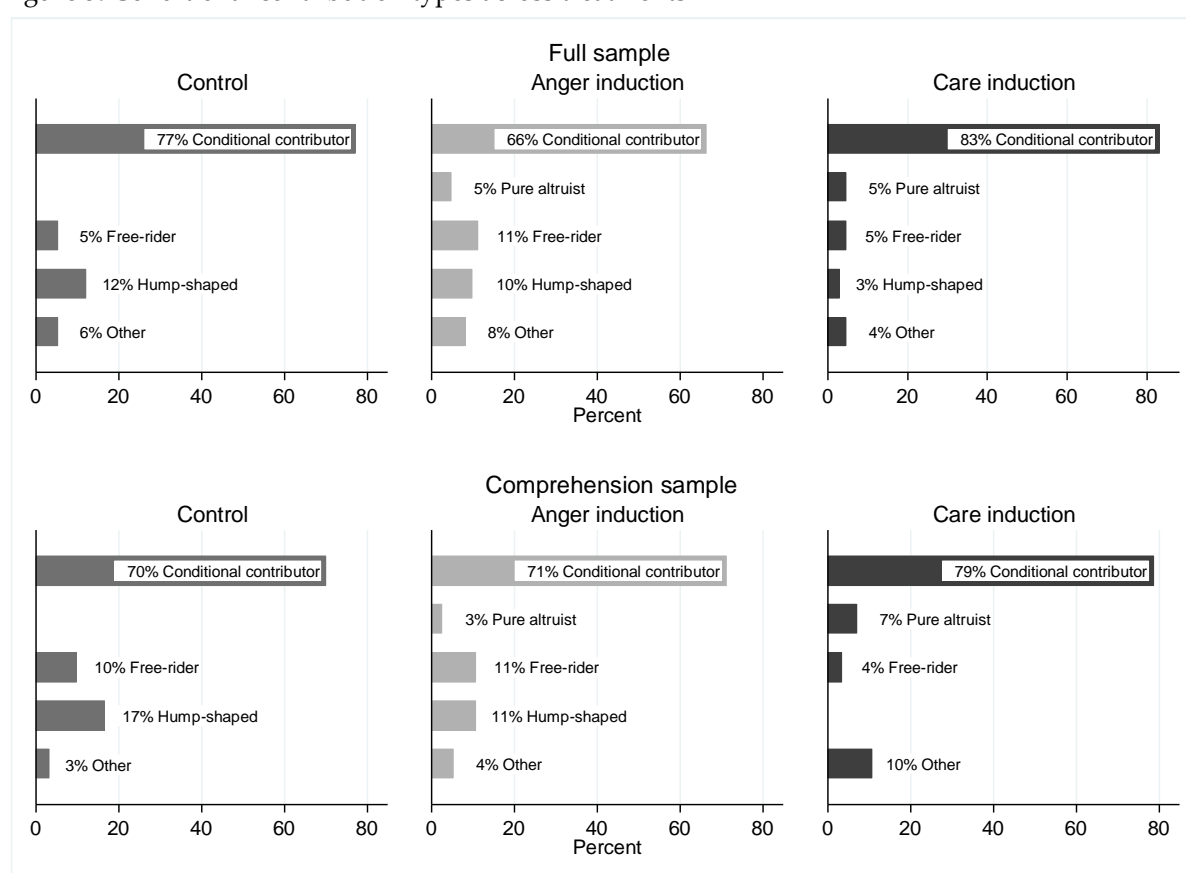 Full sample
Control Anger induction Care induction
77% Conditional contributor 66% Conditional contributor 83% Conditional contributor
5% Pure altruist 5% Pure altruist
5% Free-rider 11% Free-rider 5% Free-rider
12% Hump-shaped 10% Hump-shaped 3% Hump-shaped
6% Other 8% Other 4% Other
0 20 40 60 80 0 20 40 60 80 0 20 40 60 80
Percent
Comprehension sample
Control Anger induction Care induction
70% Conditional contributor 71% Conditional contributor 79% Conditional contributor
3% Pure altruist 7% Pure altruist
10% Free-rider 11% Free-rider 4% Free-rider
17% Hump-shaped 11% Hump-shaped
3% Other 4% Other 10% Other
0 20 40 60 80 0 20 40 60 80 0 20 40 60 80
Percent